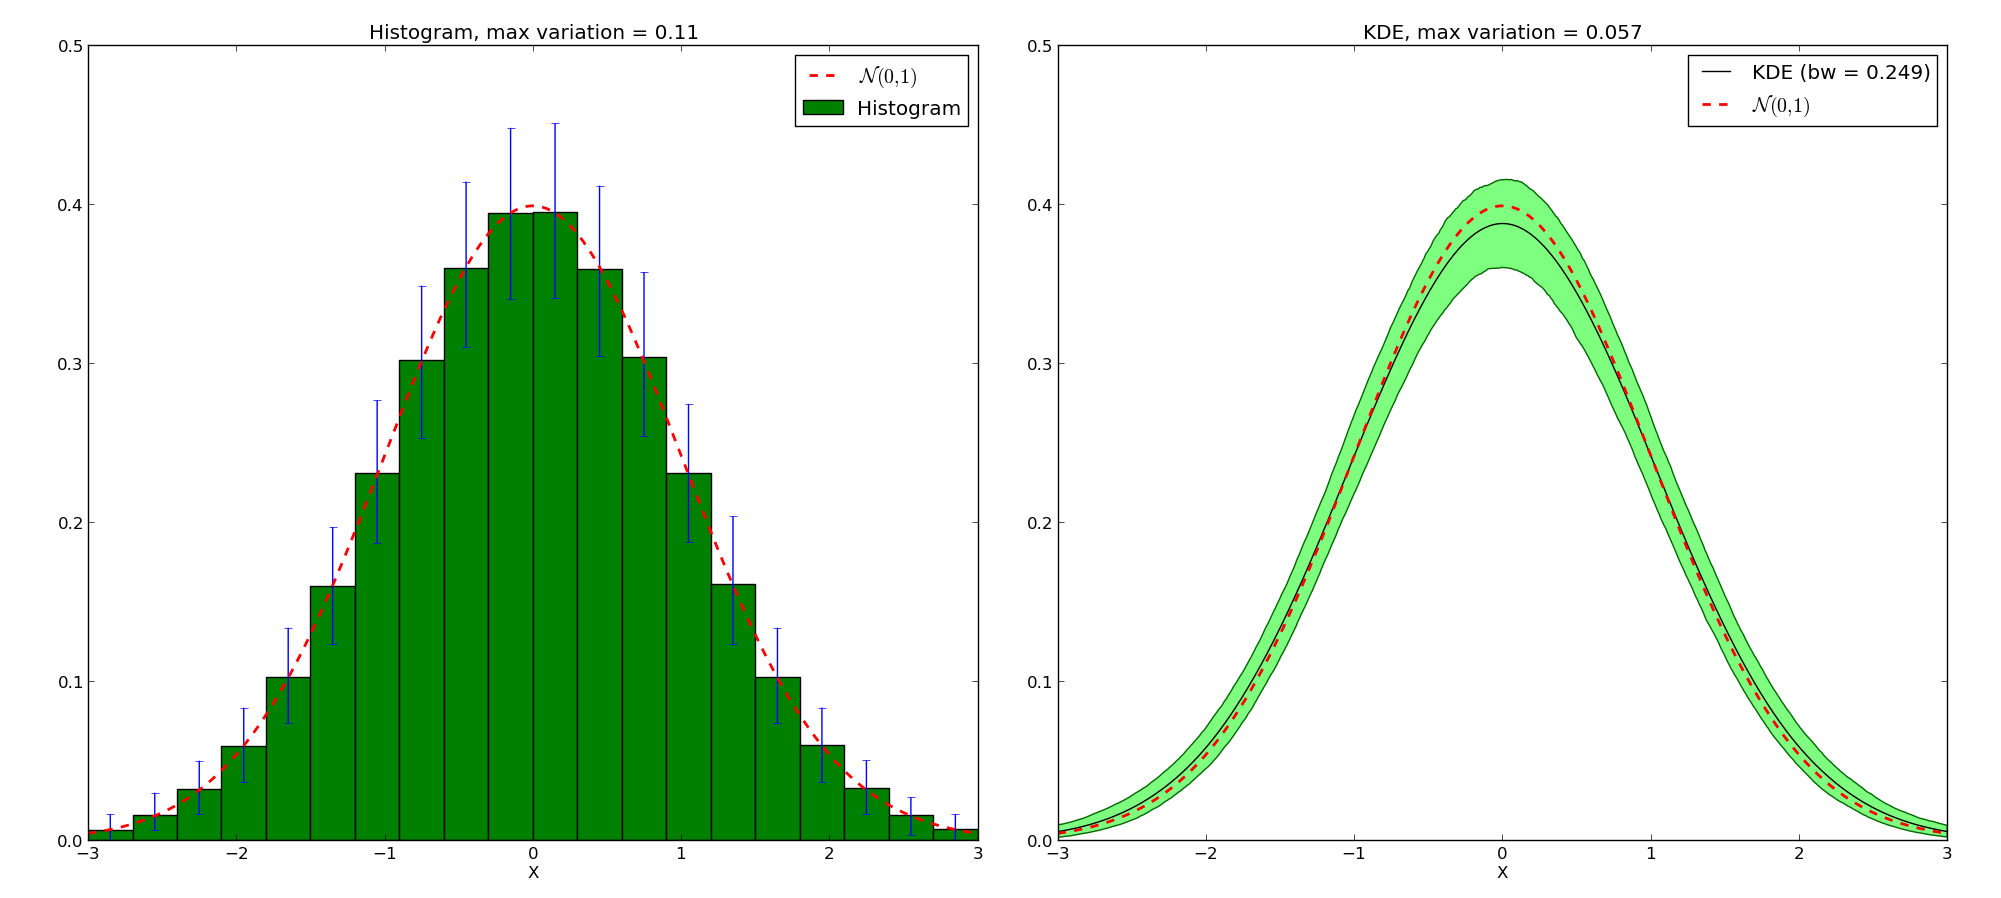 Histogram, max variation = 0.11
0.5
0.4
0.3
0.2
0.1
0.0
N(0,1)
Histogram
−3 −2 −1 0 1 2 3
X
KDE, max variation = 0.057
0.5
0.4
0.3
0.2
0.1
0.0
KDE (bw = 0.249)
N(0,1)
−3 −2 −1 0 1 2 3
X